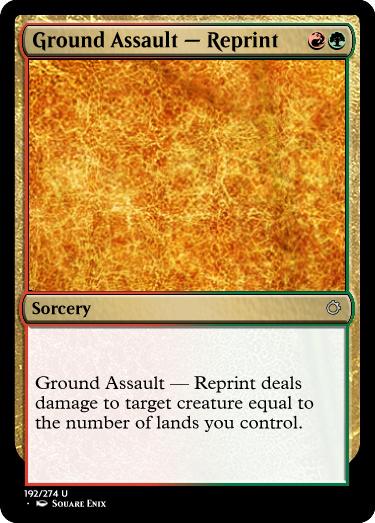 Ground Assault — Reprint
Sorcery
Ground Assault — Reprint deals
damage to target creature equal to
the number of lands you control.
192/274 U
· Square Enix